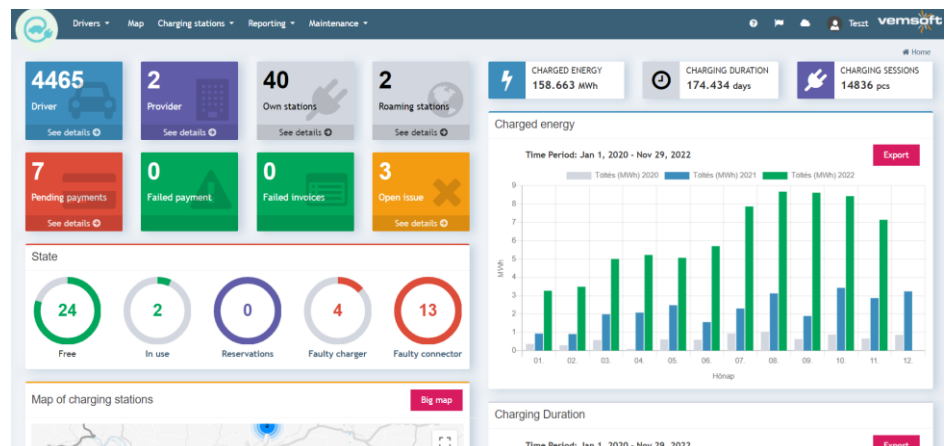 Drivers Map Charging stations Reporting Maintenance
Teszt vemsoft
Home
4465
Driver
See details
2
Provider
See details
40
Own stations
See details
2
Roaming stations
See details
7
Pending payments
See details
0
Failed payment
0
Failed invoices
3
Open issue
See details
State
24
Free
2
In use
0
Reservations
4
Faulty charger
13
Faulty connector
Map of charging stations
Big map
CHARGED ENERGY
158.663 MWh
CHARGING DURATION
174.434 days
CHARGING SESSIONS
14836 pcs
Charged energy
Time Period: Jan 1, 2020 - Nov 29, 2022
Export
Töltés (MWh) 2020 Töltés (MWh) 2021 Töltés (MWh) 2022
MWh
9
8
7
6
5
4
3
2
1
0
01. 02. 03. 04. 05. 06. 07. 08. 09. 10. 11. 12.
Hónap
Charging Duration
Time Period: Jan 1, 2020 - Nov 29, 2022
Export